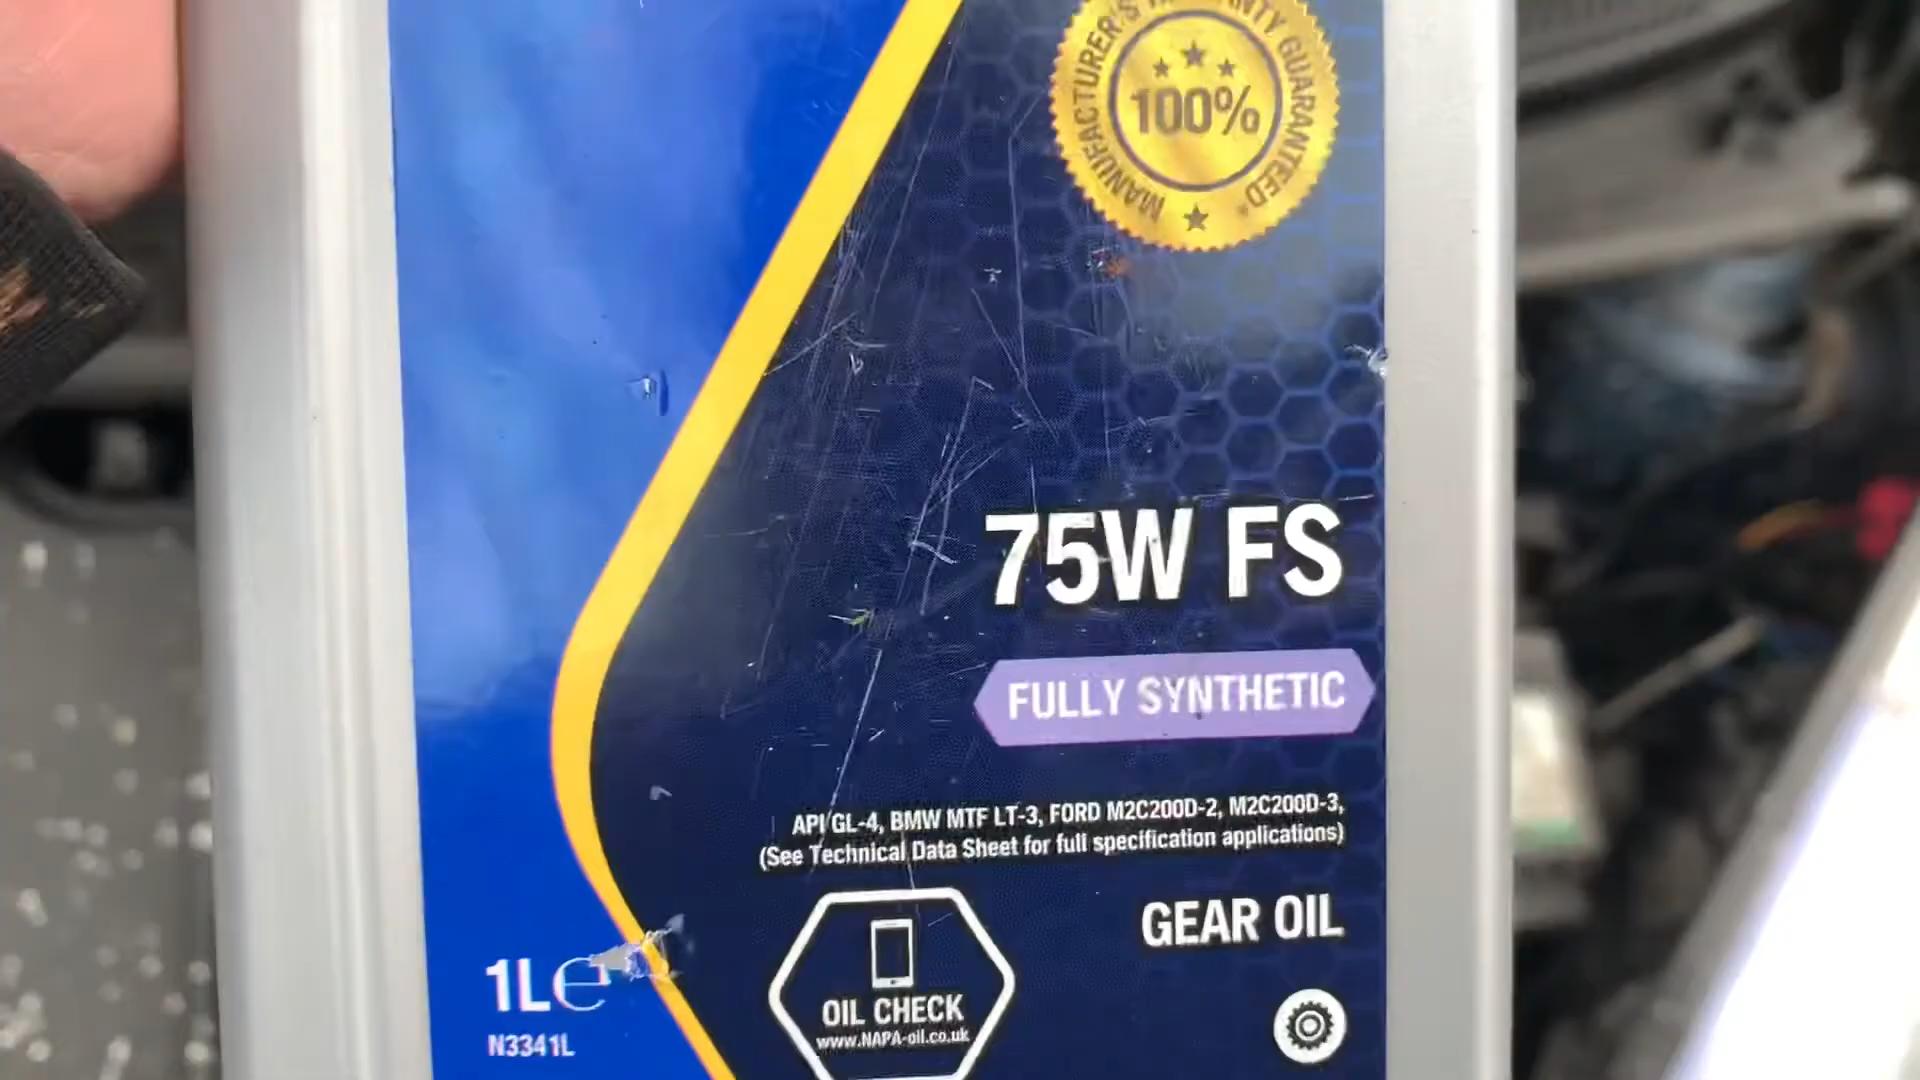 MANUFACTURER'S WARRANTY GUARANTEED*
100%
75W FS
FULLY SYNTHETIC
API GL-4, BMW MTF LT-3, FORD M2C200D-2, M2C200D-3,
(See Technical Data Sheet for full specification applications)
GEAR OIL
1L℮
N3341L
OIL CHECK
www.NAPA-oil.co.uk